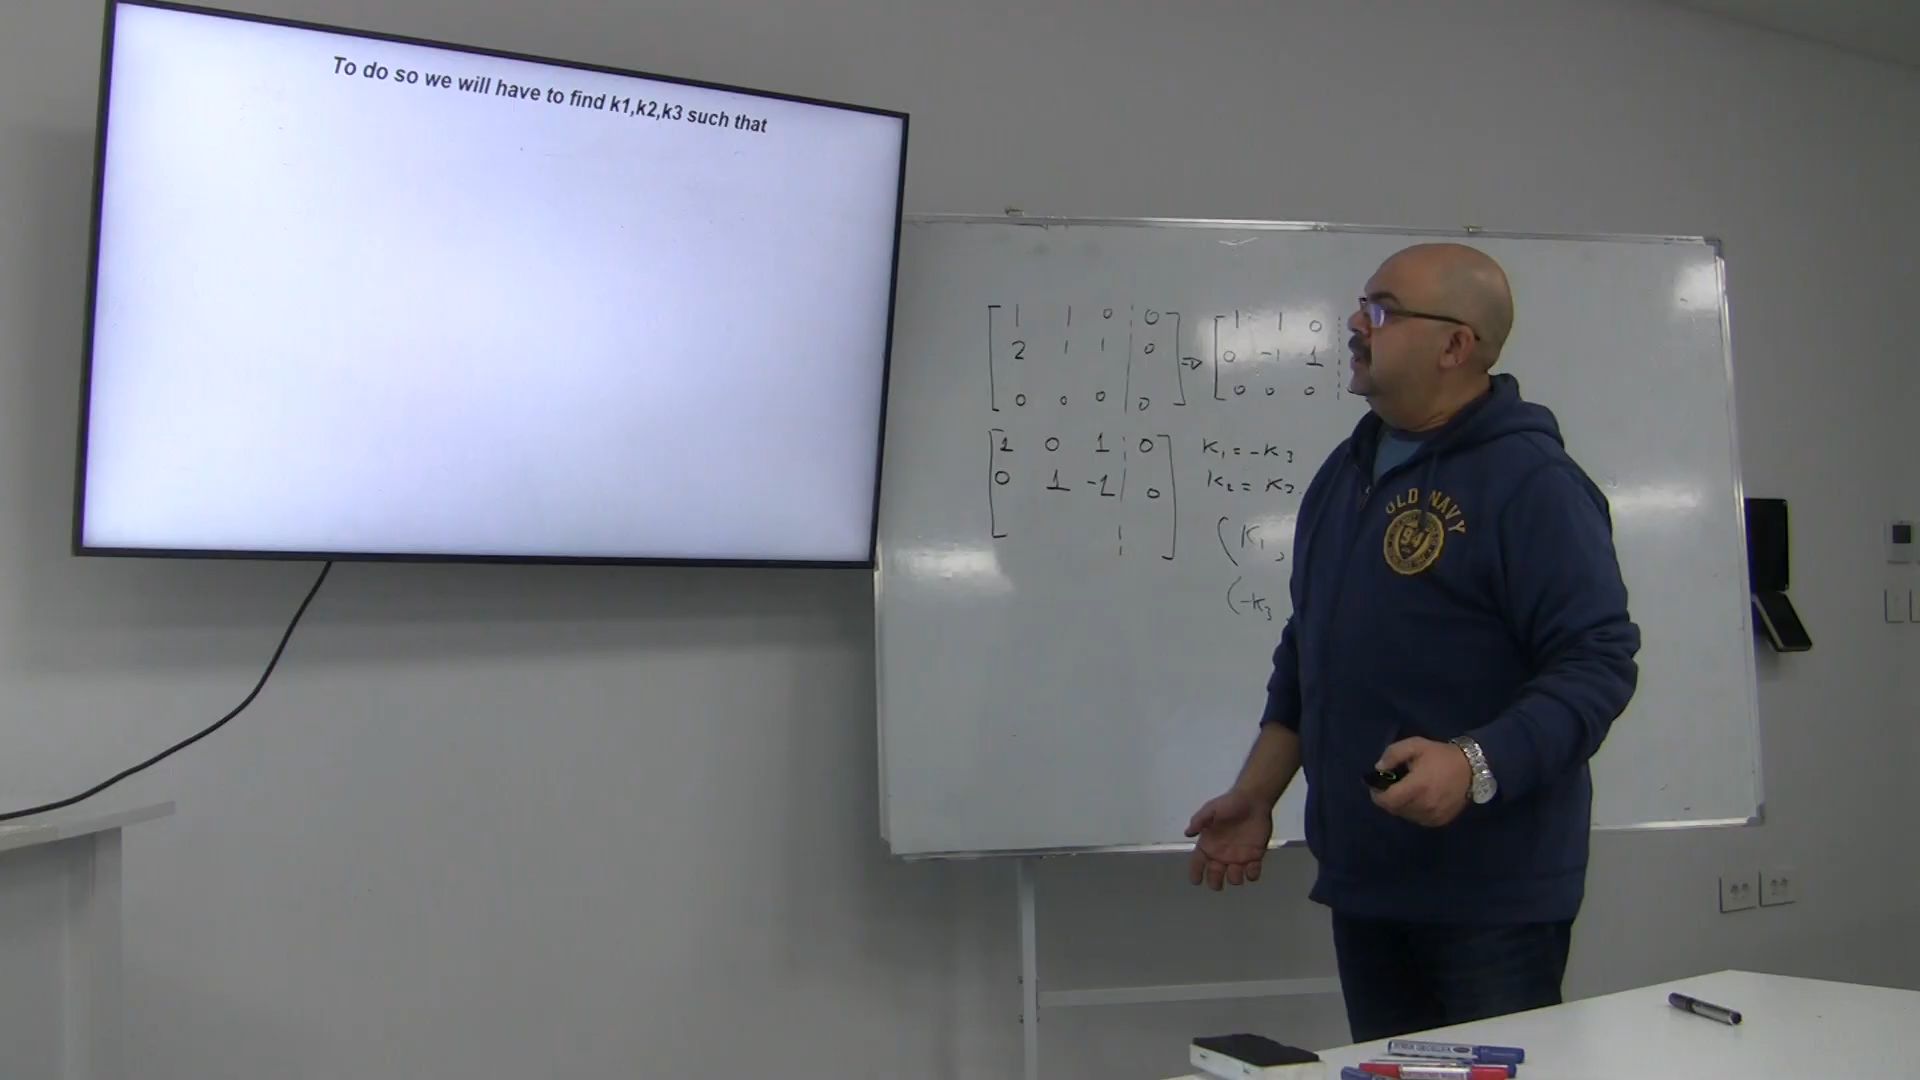 To do so we will have to find k1,k2,k3 such that
1 1 0 0
2 1 1 0
0 0 0 0
⇒
1 1 0
0 -1 1
0 0 0
1 0 1 0
0 1 -1 0
K1 = -K3
K2 = K3
(K1,
(-K3
OLD NAVY
94